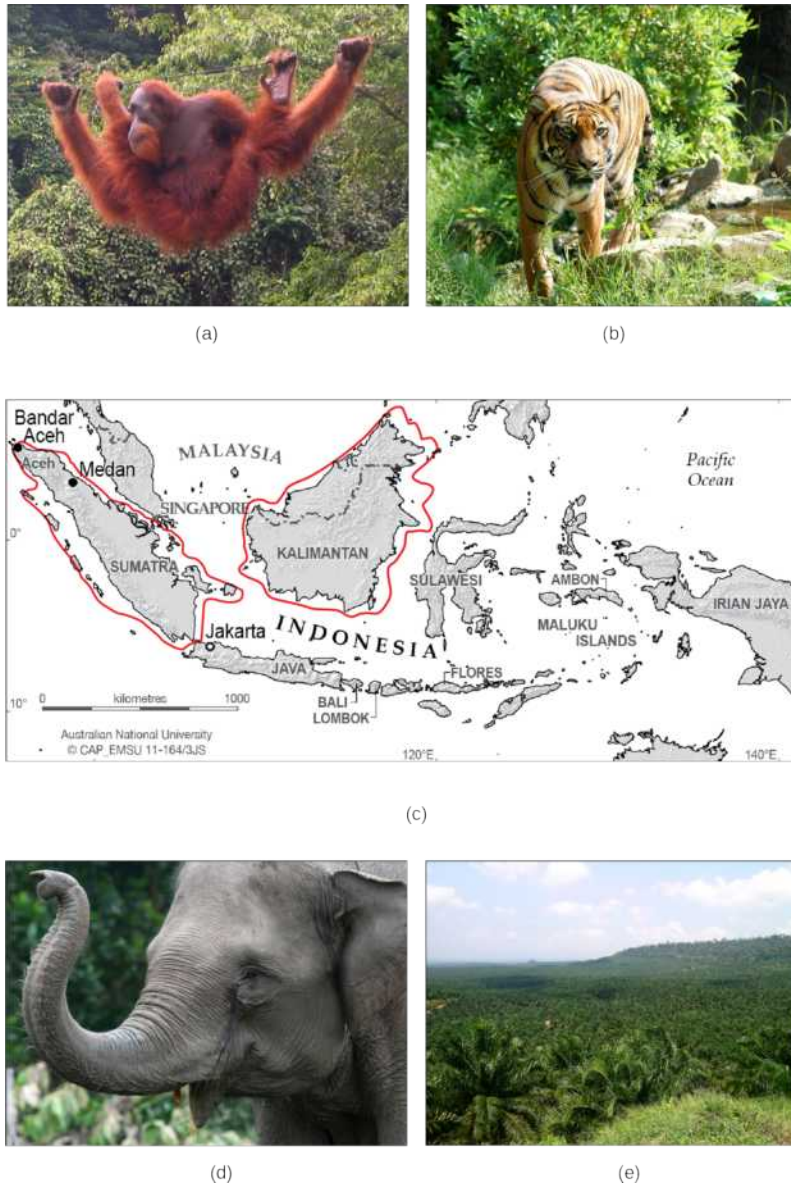 (a)
(b)
Bandar
Aceh
Aceh
Medan
MALAYSIA
SINGAPORE
Pacific
Ocean
0°
SUMATRA
KALIMANTAN
SULAWESI
AMBON
IRIAN JAYA
MALUKU
ISLANDS
Jakarta
INDONESIA
JAVA
FLORES
BALI
LOMBOK
0 kilometres 1000
10°
Australian National University
© CAP_EMSU 11-164/3JS
120°E
140°E
(c)
(d)
(e)